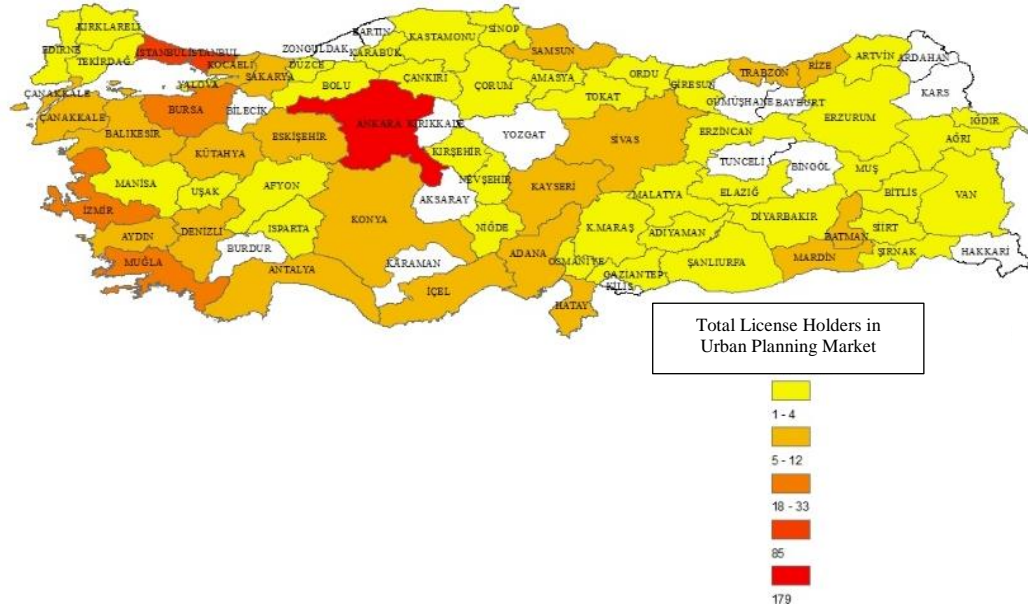 KIRKLARELİ
EDİRNE
TEKİRDAĞ
İSTANBULİSTANBUL
KOCAELİ
YALOVA
SAKARYA
DÜZCE
ZONGULDAK
BARTIN
KARABÜK
KASTAMONU
SİNOP
SAMSUN
BOLU
ÇANKIRI
ÇORUM
AMASYA
ORDU
TOKAT
GİRESUN
TRABZON
RİZE
ARTVİN
ARDAHAN
KARS
GÜMÜŞHANE
BAYBURT
ERZURUM
IĞDIR
AĞRI
ÇANAKKALE
ÇANAKKALE
BURSA
BİLECİK
BALIKESİR
KÜTAHYA
ESKİŞEHİR
ANKARA
KIRIKKALE
YOZGAT
SİVAS
ERZİNCAN
TUNCELİ
BİNGÖL
MUŞ
BİTLİS
VAN
KIRŞEHİR
NEVŞEHİR
KAYSERİ
MALATYA
ELAZIĞ
MANİSA
UŞAK
AFYON
İZMİR
AKSARAY
KONYA
NİĞDE
K.MARAŞ
ADIYAMAN
DİYARBAKIR
BATMAN
SİİRT
ŞIRNAK
HAKKARİ
AYDIN
DENİZLİ
ISPARTA
BURDUR
MUĞLA
ANTALYA
KARAMAN
İÇEL
ADANA
OSMANİYE
GAZİANTEP
KİLİS
ŞANLIURFA
MARDİN
HATAY
Total License Holders in
Urban Planning Market
1 - 4
5 - 12
18 - 33
85
179